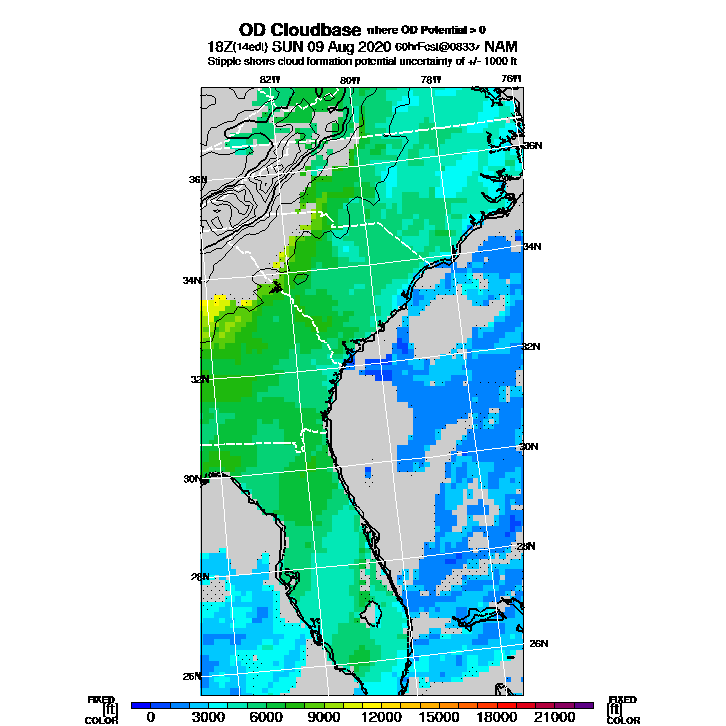 OD Cloudbase where OD Potential > 0
18Z(14edt) SUN 09 Aug 2020 60hrFcst@0833z NAM
Stipple shows cloud formation potential uncertainty of +/- 1000 ft
82W 80W 78W 76W
36N 36N
34N 34N
32N 32N
30N 30N
28N 28N
26N 26N
FIXED FIXED
[ft] 0 3000 6000 9000 12000 15000 18000 21000 [ft]
COLOR COLOR